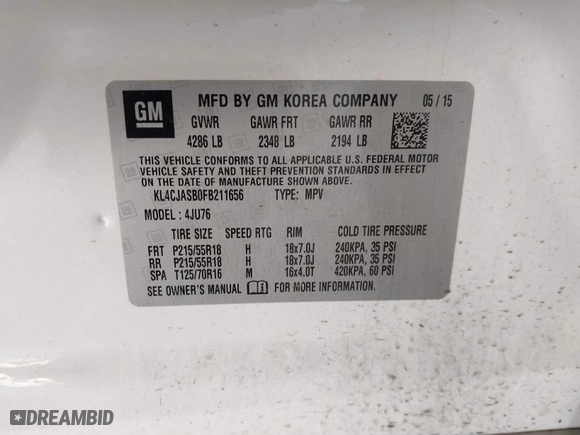 GM
MFD BY GM KOREA COMPANY 05 / 15
GVWR GAWR FRT GAWR RR
4286 LB 2348 LB 2194 LB
THIS VEHICLE CONFORMS TO ALL APPLICABLE U.S. FEDERAL MOTOR
VEHICLE SAFETY AND THEFT PREVENTION STANDARDS IN EFFECT
ON THE DATE OF MANUFACTURE SHOWN ABOVE.
KL4CJASB0FB211656 TYPE: MPV
MODEL : 4JU76
TIRE SIZE SPEED RTG RIM COLD TIRE PRESSURE
FRT P215/55R18 H 18x7.0J 240KPA, 35 PSI
RR P215/55R18 H 18x7.0J 240KPA, 35 PSI
SPA T125/70R16 M 16x4.0T 420KPA, 60 PSI
SEE OWNER'S MANUAL FOR MORE INFORMATION.
DREAMBID